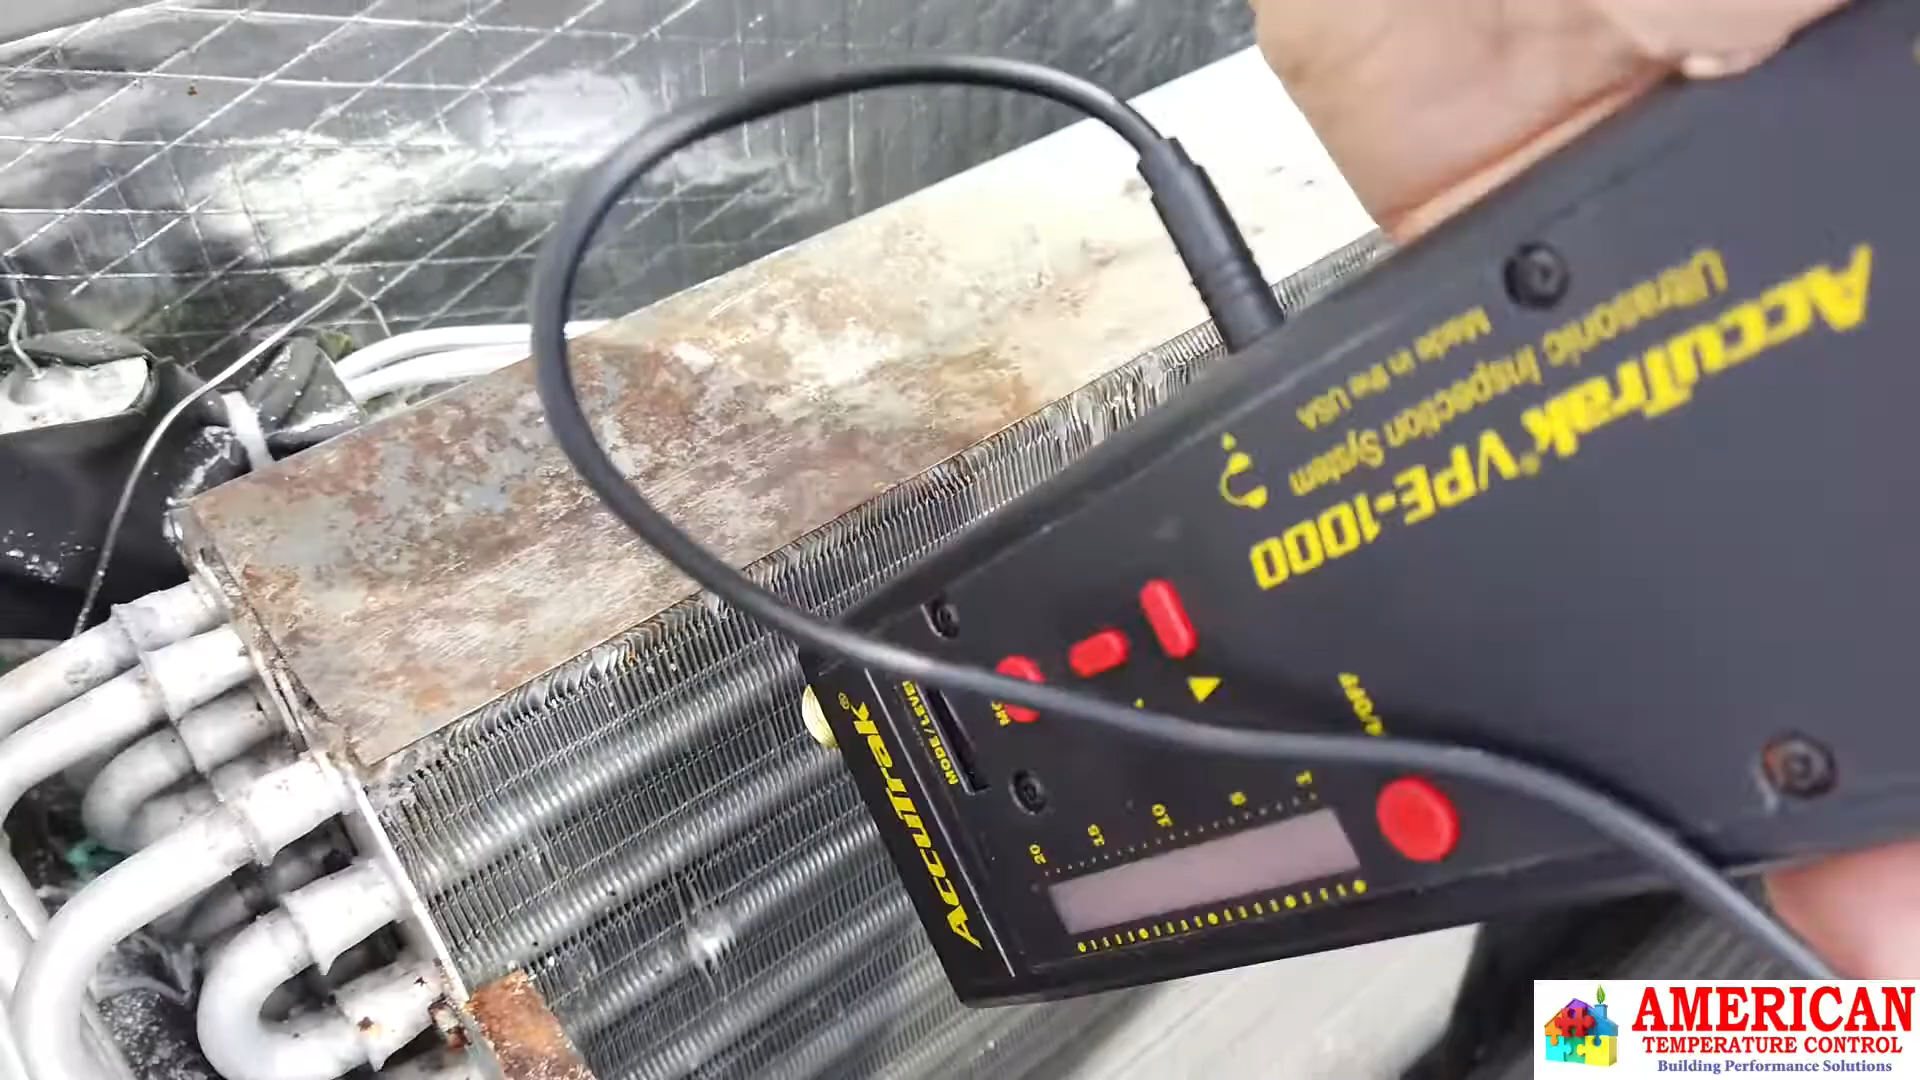 AccuTrak® VPE-1000
Ultrasonic Inspection System
Made in the USA
MODE/LEVEL
AccuTrak®
20 15 10 5 1
AMERICAN
TEMPERATURE CONTROL
Building Performance Solutions